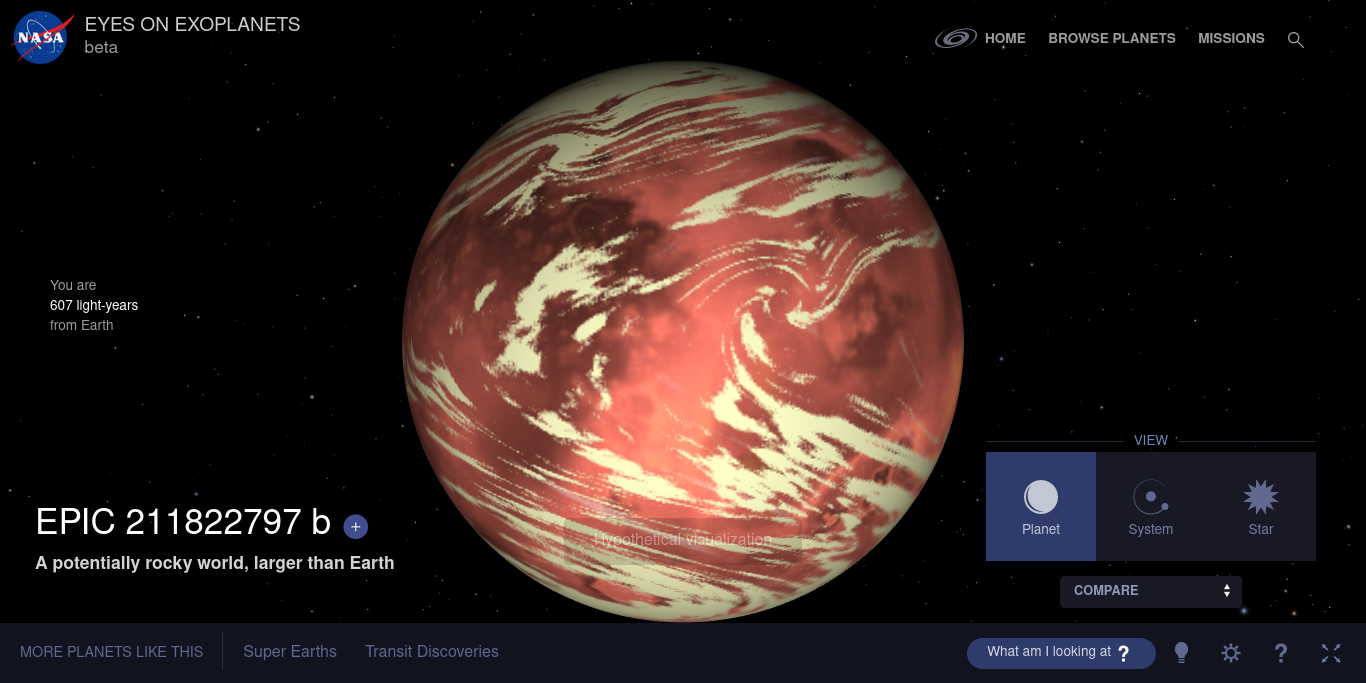 NASA
EYES ON EXOPLANETS
beta
HOME
BROWSE PLANETS
MISSIONS
You are
607 light-years
from Earth
VIEW
Planet
System
Star
EPIC 211822797 b +
A potentially rocky world, larger than Earth
Hypothetical visualization
COMPARE
MORE PLANETS LIKE THIS
Super Earths
Transit Discoveries
What am I looking at ?
?